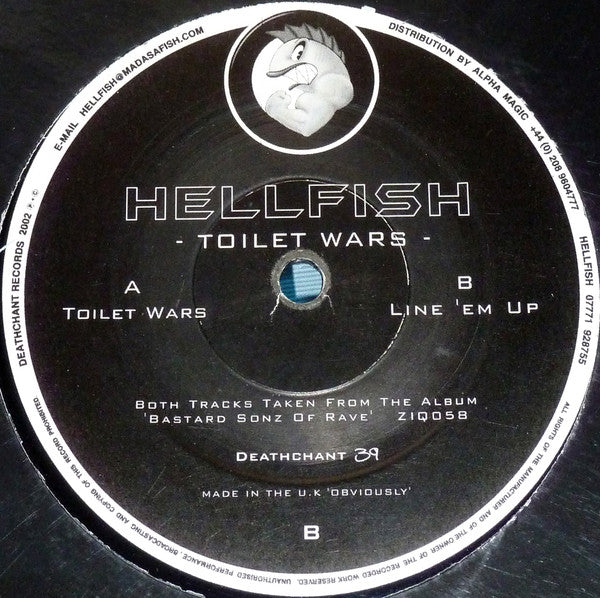 E-MAIL HELLFISH@MADASAFISH.COM
DISTRIBUTION BY ALPHA MAGIC +44 (0) 208 9604777
HELLFISH 07771 928755
DEATHCHANT RECORDS 2002 ℗ · ©
HELLFISH
- TOILET WARS -
A
TOILET WARS
B
LINE 'EM UP
BOTH TRACKS TAKEN FROM THE ALBUM
'BASTARD SONZ OF RAVE' ZIQ058
DEATHCHANT 39
MADE IN THE U.K 'OBVIOUSLY'
B
ALL RIGHTS OF THE MANUFACTURER AND OF THE OWNER OF THE RECORDED WORK RESERVED. UNAUTHORISED PERFORMANCE, BROADCASTING AND COPYING OF THIS RECORD PROHIBITED.